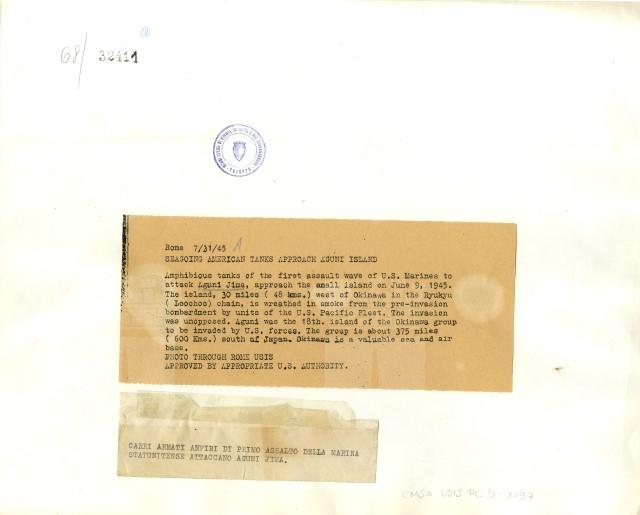 a
G8/ 32411
TRIESTE
Rome 7/31/45 A
SEAGOING AMERICAN TANKS APPROACH AGUNI ISLAND
Amphibious tanks of the first assault wave of U.S. Marines to
attack Aguni Jima, approach the small island on June 9, 1945.
The island, 30 miles ( 48 kms.) west of Okinawa in the Ryukyu
(Loochoo) chain, is wreathed in smoke from the pre-invasion
bombardment by units of the U.S. Pacific Fleet. The invasion
was unopposed. Aguni was the 18th. island of the Okinawa group
to be invaded by U.S. forces. The group is about 375 miles
( 600 Kms.) south of Japan. Okinawa is a valuable sea and air
base.
PHOTO THROUGH ROME USIS
APPROVED BY APPROPRIATE U.S. AUTHORITY.
CARRI ARMATI ANFIBI DI PRIMO ASSALTO DELLA MARINA
STATUNITENSE ATTACCANO AGUNI JIMA.
CMSA USIS PC 5-1197